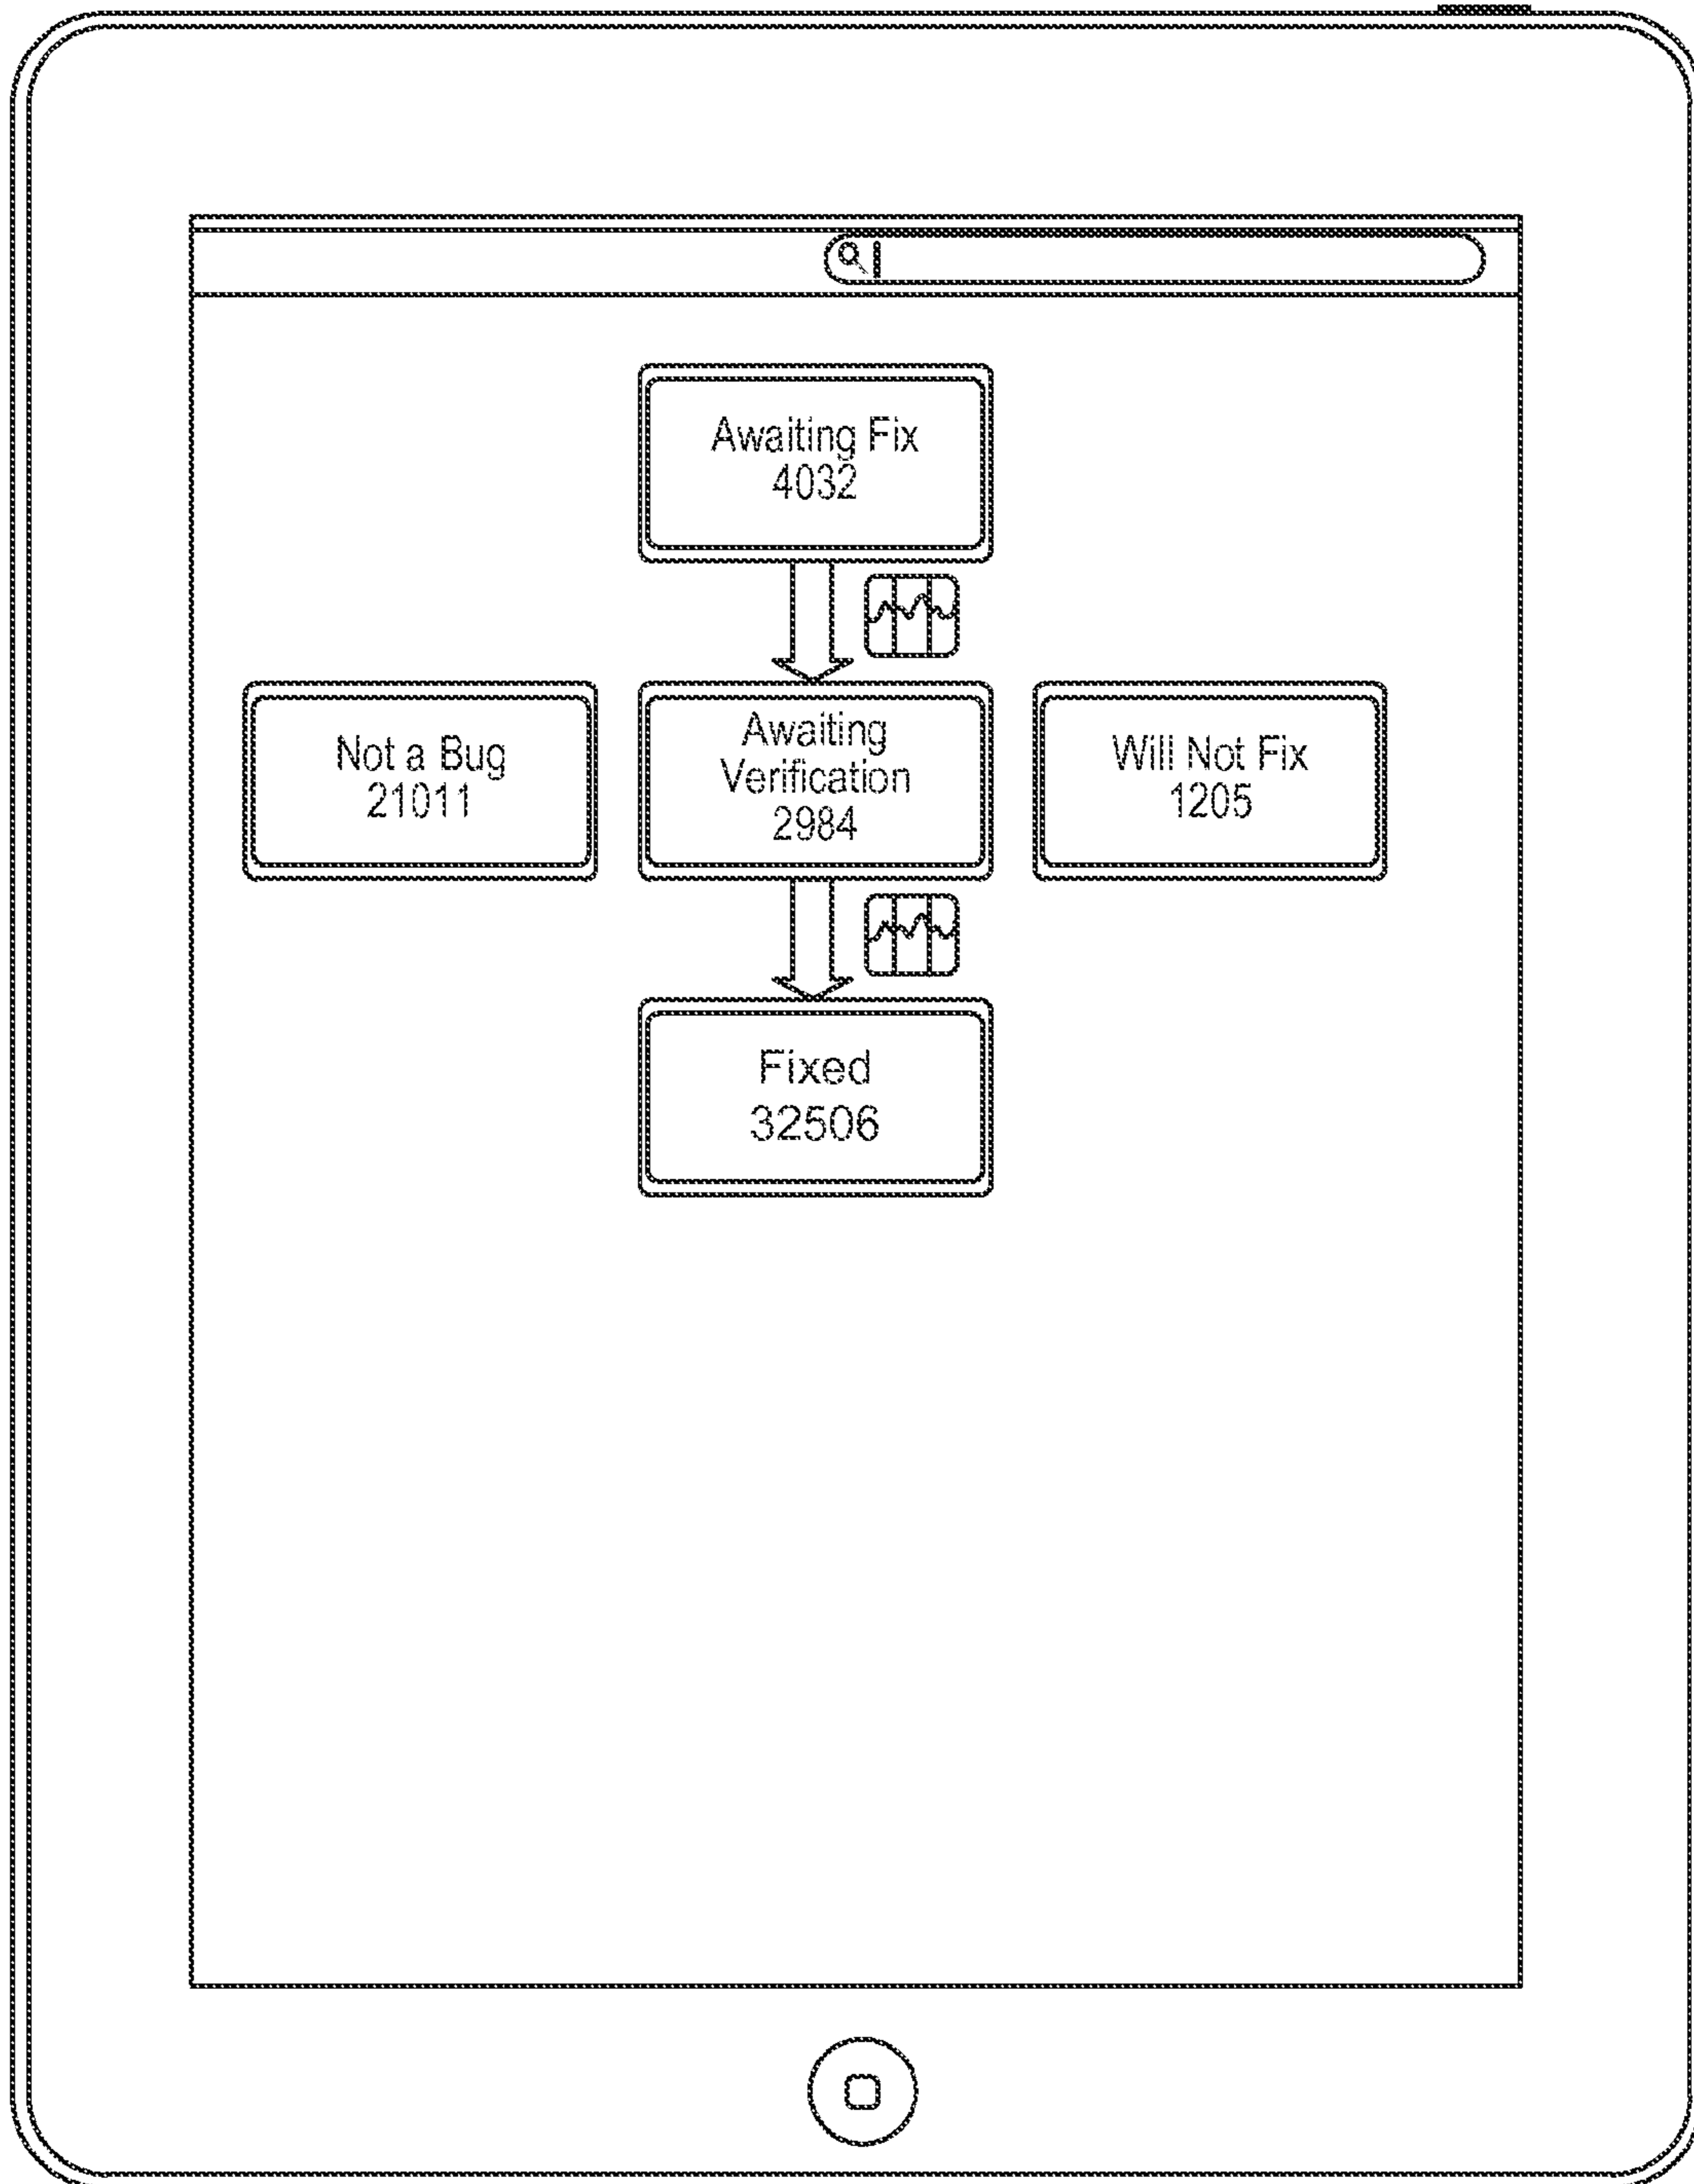 Awaiting Fix
4032
Not a Bug
21011
Awaiting
Verification
2984
Will Not Fix
1205
Fixed
32506